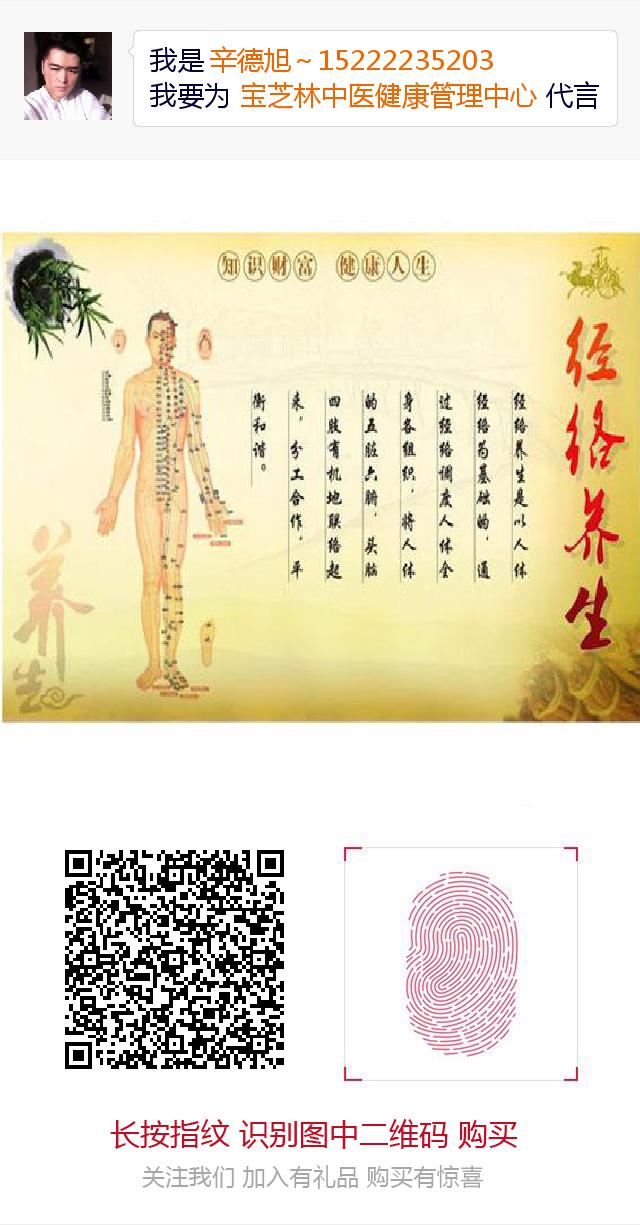 我是 辛德旭～15222235203
我要为 宝芝林中医健康管理中心 代言
知识财富 健康人生
经络养生
经络养生是以人体
经络为基础的，通
过经络调度人体全
身各组织，将人体
的五脏六腑，头脑
四肢有机地联络起
来，分工合作，平
衡和谐。
养生
长按指纹 识别图中二维码 购买
关注我们 加入有礼品 购买有惊喜